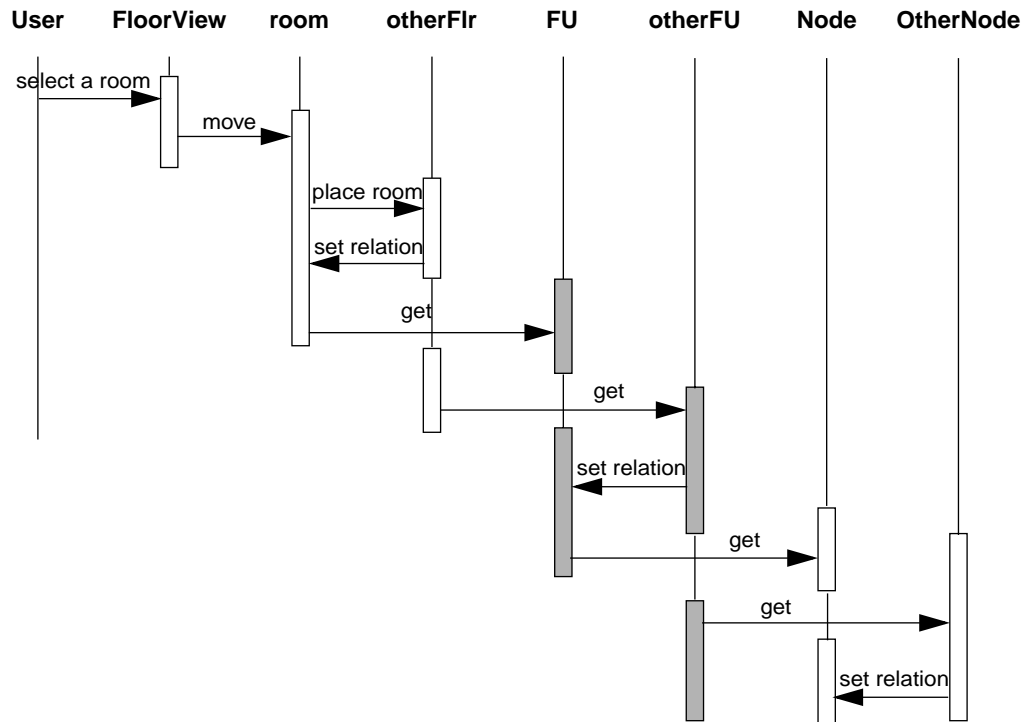 User FloorView room otherFlr FU otherFU Node OtherNode
select a room
move
place room
set relation
get
get
set relation
get
get
set relation